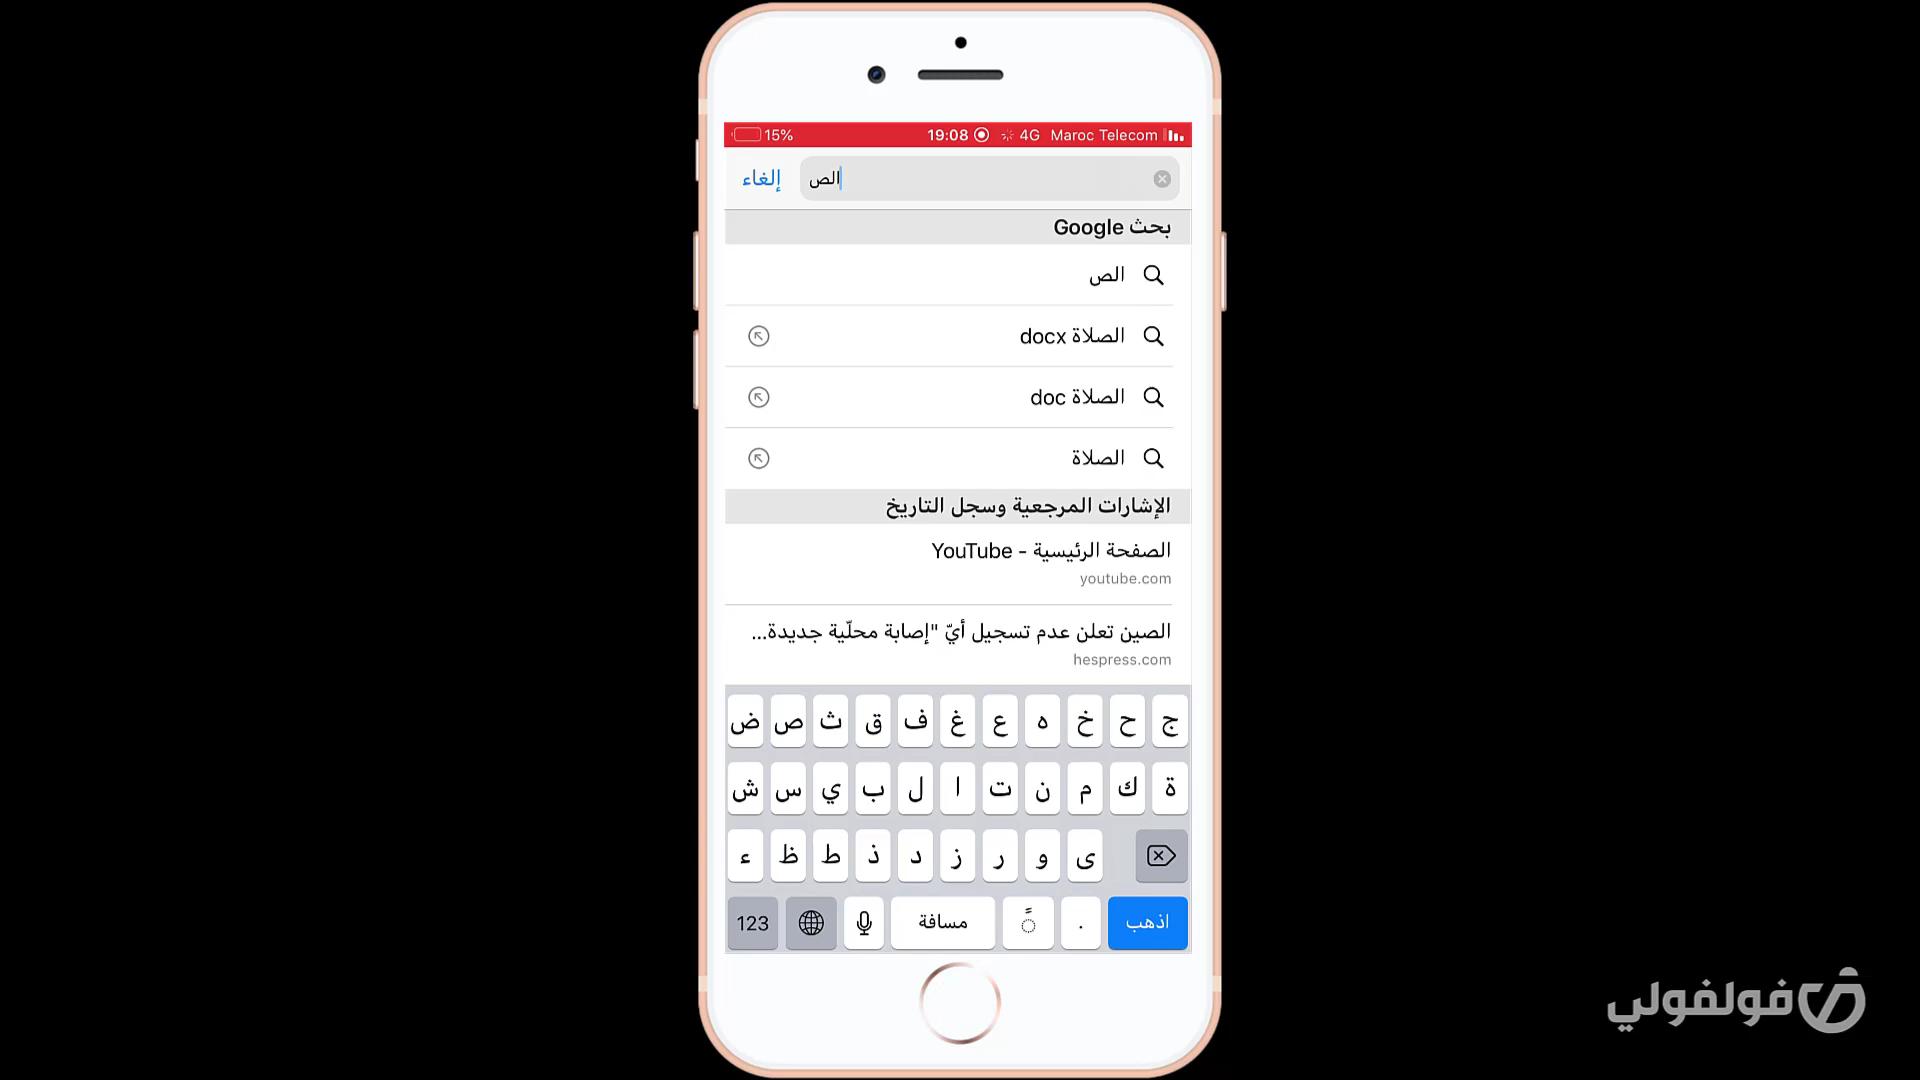 15% 19:08 4G Maroc Telecom
إلغاء
الص
بحث Google
الص
الصلاة docx
الصلاة doc
الصلاة
الإشارات المرجعية وسجل التاريخ
الصفحة الرئيسية - YouTube
youtube.com
الصين تعلن عدم تسجيل أيّ "إصابة محلّية جديدة...
hespress.com
ض ص ث ق ف غ ع ه خ ح ج
ش س ي ب ل ا ت ن م ك ة
ء ظ ط ذ د ز ر و ى
123 مسافة . اذهب
فولفولي